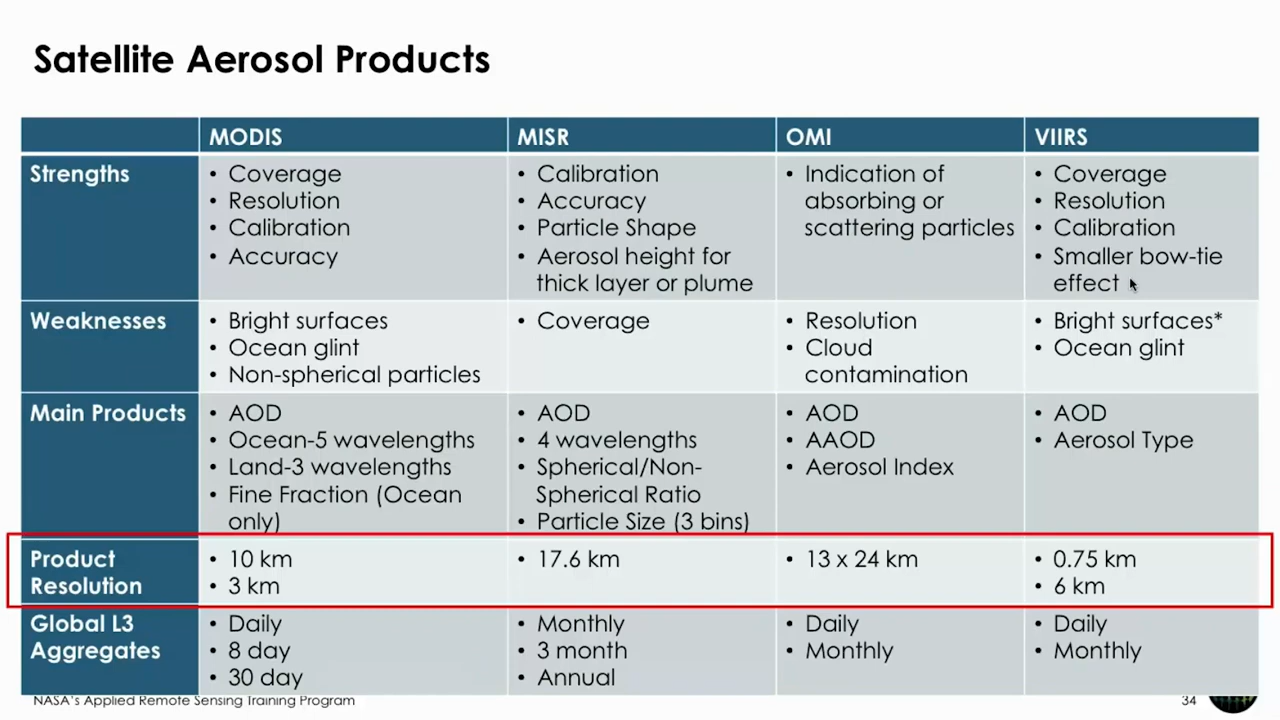 Satellite Aerosol Products
MODIS
MISR
OMI
VIIRS
Strengths
• Coverage
• Resolution
• Calibration
• Accuracy
• Calibration
• Accuracy
• Particle Shape
• Aerosol height for
thick layer or plume
• Indication of
absorbing or
scattering particles
• Coverage
• Resolution
• Calibration
• Smaller bow-tie
effect
Weaknesses
• Bright surfaces
• Ocean glint
• Non-spherical particles
• Coverage
• Resolution
• Cloud
contamination
• Bright surfaces*
• Ocean glint
Main Products
• AOD
• Ocean-5 wavelengths
• Land-3 wavelengths
• Fine Fraction (Ocean
only)
• AOD
• 4 wavelengths
• Spherical/Non-
Spherical Ratio
• Particle Size (3 bins)
• AOD
• AAOD
• Aerosol Index
• AOD
• Aerosol Type
Product
Resolution
• 10 km
• 3 km
• 17.6 km
• 13 x 24 km
• 0.75 km
• 6 km
Global L3
Aggregates
• Daily
• 8 day
• 30 day
• Monthly
• 3 month
• Annual
• Daily
• Monthly
• Daily
• Monthly
NASA's Applied Remote Sensing Training Program
34